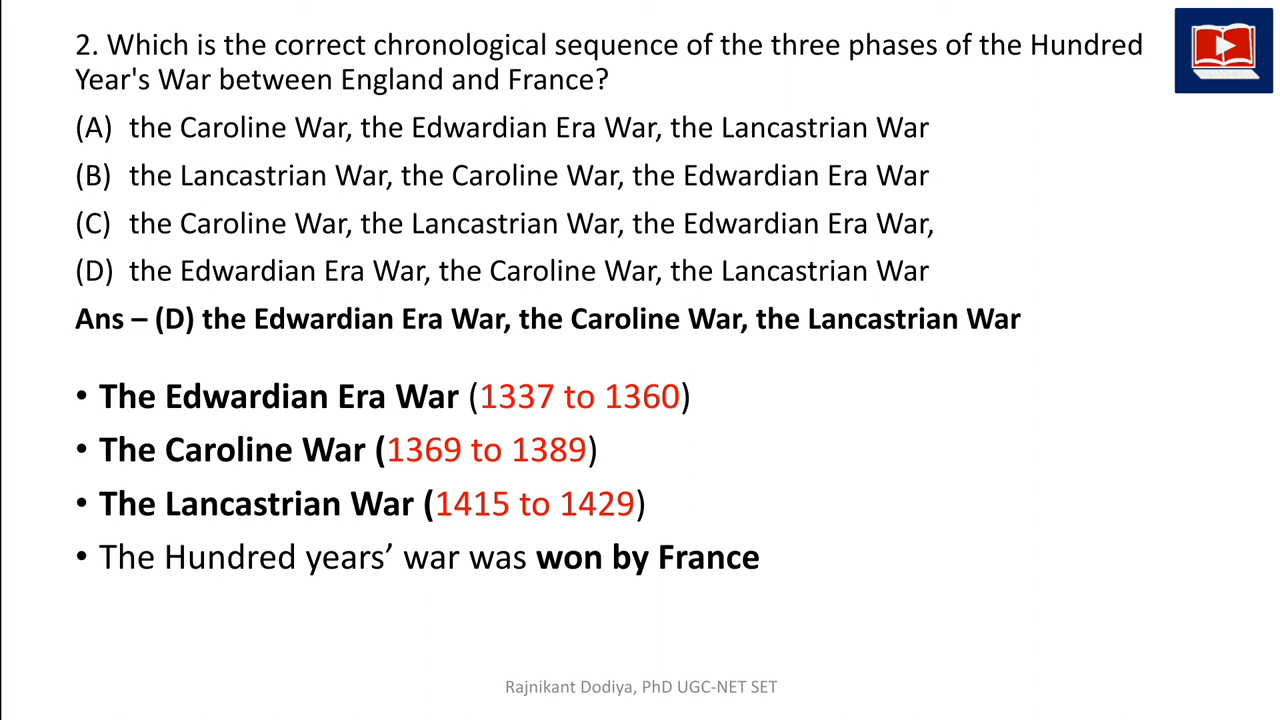 2. Which is the correct chronological sequence of the three phases of the Hundred
Year's War between England and France?
(A) the Caroline War, the Edwardian Era War, the Lancastrian War
(B) the Lancastrian War, the Caroline War, the Edwardian Era War
(C) the Caroline War, the Lancastrian War, the Edwardian Era War,
(D) the Edwardian Era War, the Caroline War, the Lancastrian War
Ans – (D) the Edwardian Era War, the Caroline War, the Lancastrian War
• The Edwardian Era War (1337 to 1360)
• The Caroline War (1369 to 1389)
• The Lancastrian War (1415 to 1429)
• The Hundred years’ war was won by France
Rajnikant Dodiya, PhD UGC-NET SET